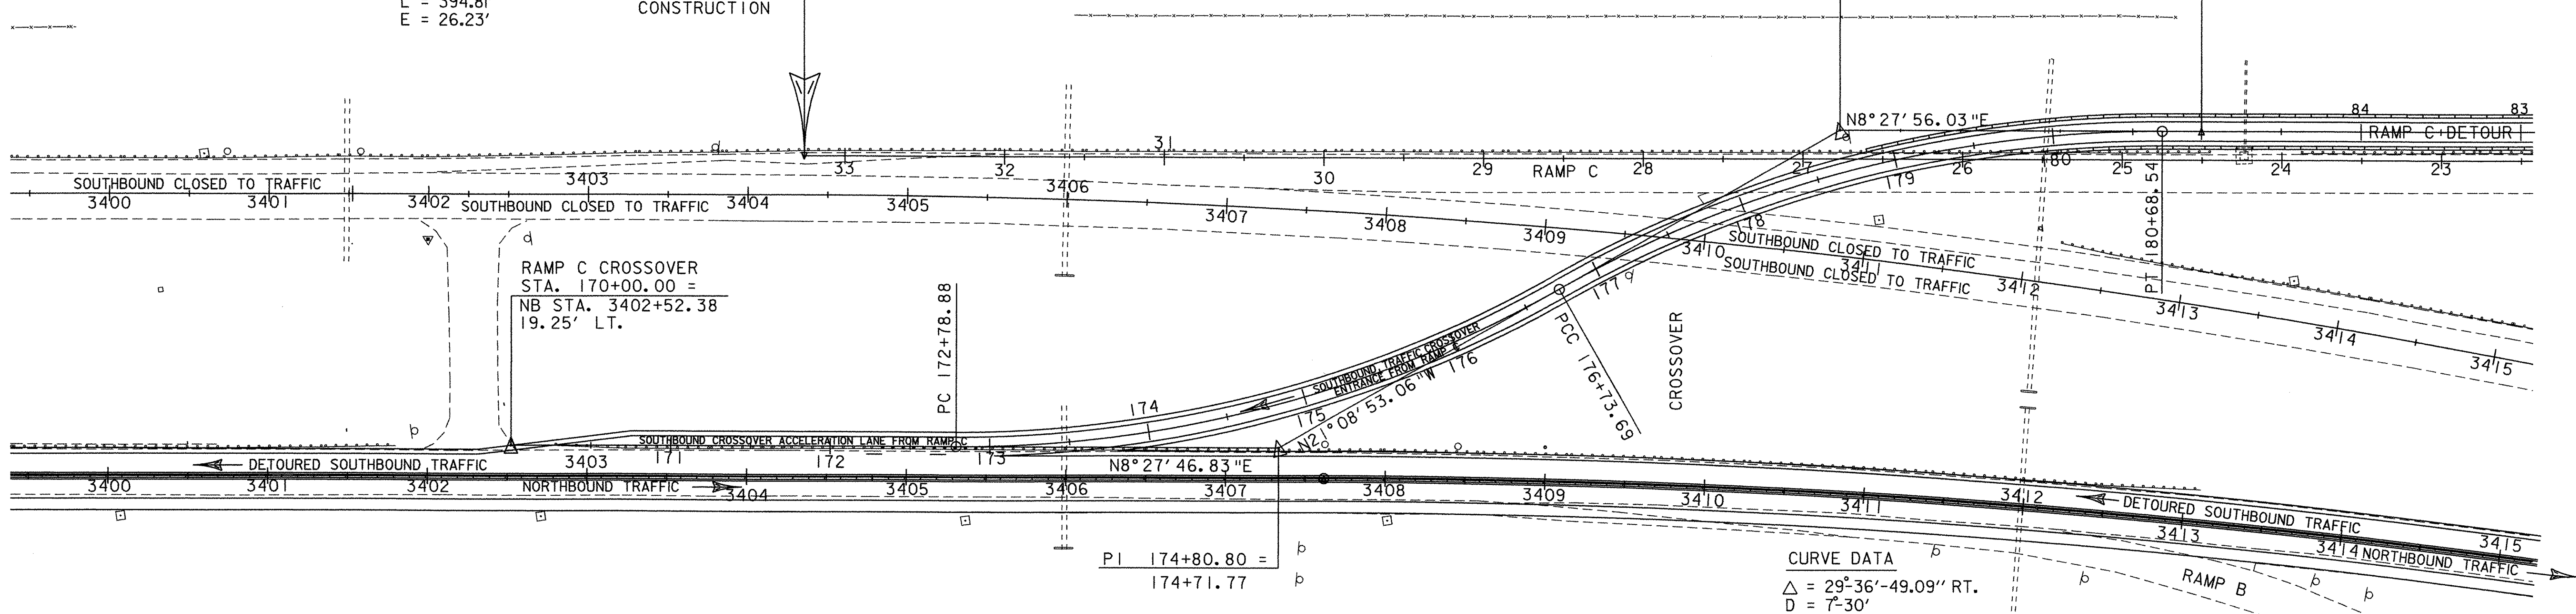 L = 394.81'
E = 26.23'
CONSTRUCTION
N8°27'56.03"E
84
83
RAMP C DETOUR
33
32
31
30
29
RAMP C
28
27
26
80
25
24
23
179
178
177
SOUTHBOUND CLOSED TO TRAFFIC
3400
3401
3402
3403
3404
3405
3406
3407
3408
3409
3410
3411
3412
3413
3414
3415
SOUTHBOUND CLOSED TO TRAFFIC
SOUTHBOUND CLOSED TO TRAFFIC
SOUTHBOUND CLOSED TO TRAFFIC
PT 180+68.54
RAMP C CROSSOVER
STA. 170+00.00 =
NB STA. 3402+52.38
19.25' LT.
PC 172+78.88
PCC 176+73.69
CROSSOVER
SOUTHBOUND TRAFFIC CROSSOVER
ENTRANCE FROM RAMP C
176
175
174
N21°08'53.06"W
SOUTHBOUND CROSSOVER ACCELERATION LANE FROM RAMP C
171
172
173
N8°27'46.83"E
DETOURED SOUTHBOUND TRAFFIC
3400
3401
3402
3403
NORTHBOUND TRAFFIC
3404
3405
3406
3407
3408
3409
3410
3411
3412
DETOURED SOUTHBOUND TRAFFIC
3413
3414
NORTHBOUND TRAFFIC
3415
PI 174+80.80 =
174+71.77
CURVE DATA
△ = 29°-36'-49.09" RT.
D = 7°-30'
RAMP B